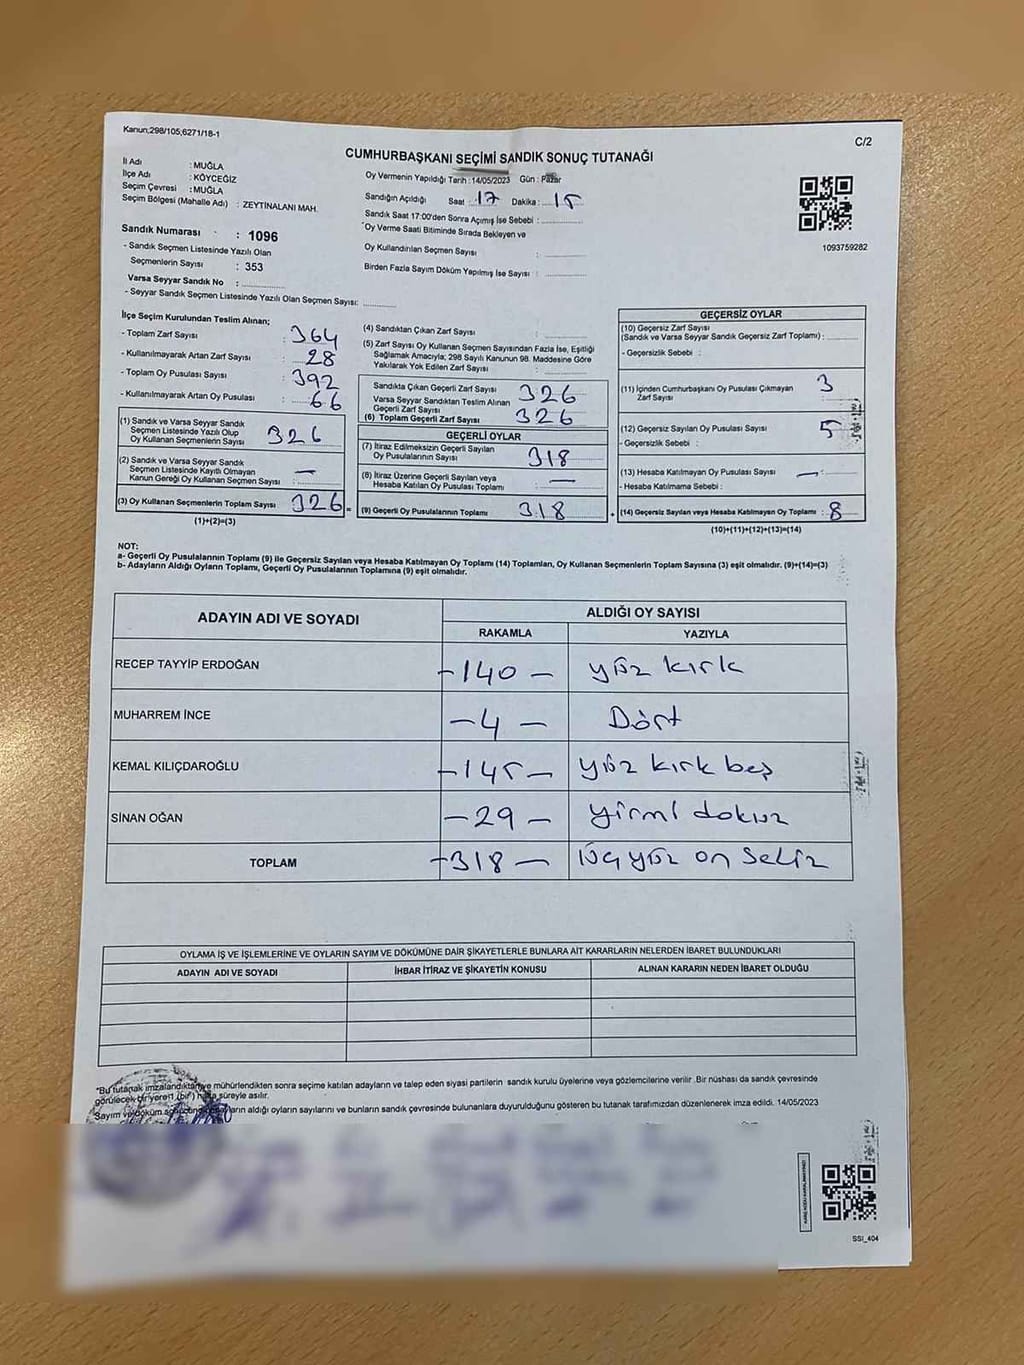 Kanun;298/105;6271/18-1
C/2
CUMHURBAŞKANI SEÇİMİ SANDIK SONUÇ TUTANAĞI
İl Adı : MUĞLA
İlçe Adı : KÖYCEĞİZ
Seçim Çevresi : MUĞLA
Seçim Bölgesi (Mahalle Adı) : ZEYTİNALANI MAH.
Sandık Numarası : 1096
- Sandık Seçmen Listesinde Yazılı Olan
Seçmenlerin Sayısı : 353
Varsa Seyyar Sandık No :
- Seyyar Sandık Seçmen Listesinde Yazılı Olan Seçmen Sayısı:
Oy Vermenin Yapıldığı Tarih : 14/05/2023 Gün : Pazar
Sandığın Açıldığı Saat 17 Dakika : 15
Sandık Saat 17:00'den Sonra Açılmış İse Sebebi :
Oy Verme Saati Bitiminde Sırada Bekleyen ve
Oy Kullandırılan Seçmen Sayısı :
Birden Fazla Sayım Döküm Yapılmış İse Sayısı :
1093759282
İlçe Seçim Kurulundan Teslim Alınan;
- Toplam Zarf Sayısı : 364
- Kullanılmayarak Artan Zarf Sayısı : 28
- Toplam Oy Pusulası Sayısı : 392
- Kullanılmayarak Artan Oy Pusulası : 66
(1) Sandık ve Varsa Seyyar Sandık
Seçmen Listesinde Yazılı Olup
Oy Kullanan Seçmenlerin Sayısı 326
(2) Sandık ve Varsa Seyyar Sandık
Seçmen Listesinde Kayıtlı Olmayan
Kanun Gereği Oy Kullanan Seçmen Sayısı : —
(3) Oy Kullanan Seçmenlerin Toplam Sayısı : 326 =
(1)+(2)=(3)
(4) Sandıktan Çıkan Zarf Sayısı :
(5) Zarf Sayısı Oy Kullanan Seçmen Sayısından Fazla İse, Eşitliği
Sağlamak Amacıyla; 298 Sayılı Kanunun 98. Maddesine Göre
Yakılarak Yok Edilen Zarf Sayısı :
Sandıkta Çıkan Geçerli Zarf Sayısı : 326
Varsa Seyyar Sandıktan Teslim Alınan
Geçerli Zarf Sayısı :
(6) Toplam Geçerli Zarf Sayısı : 326
GEÇERLİ OYLAR
(7) İtiraz Edilmeksizin Geçerli Sayılan
Oy Pusulalarının Sayısı : 318
(8) İtiraz Üzerine Geçerli Sayılan veya
Hesaba Katılan Oy Pusulası Toplamı : —
(9) Geçerli Oy Pusulalarının Toplamı : 318 +
GEÇERSİZ OYLAR
(10) Geçersiz Zarf Sayısı
(Sandık ve Varsa Seyyar Sandık Geçersiz Zarf Toplamı) :
- Geçersizlik Sebebi :
(11) İçinden Cumhurbaşkanı Oy Pusulası Çıkmayan
Zarf Sayısı 3
(12) Geçersiz Sayılan Oy Pusulası Sayısı 5
- Geçersizlik Sebebi :
(13) Hesaba Katılmayan Oy Pusulası Sayısı —
- Hesaba Katılmama Sebebi :
(14) Geçersiz Sayılan veya Hesaba Katılmayan Oy Toplamı : 8
(10)+(11)+(12)+(13)=(14)
NOT:
a- Geçerli Oy Pusulalarının Toplamı (9) ile Geçersiz Sayılan veya Hesaba Katılmayan Oy Toplamı (14) Toplamları, Oy Kullanan Seçmenlerin Toplam Sayısına (3) eşit olmalıdır. (9)+(14)=(3)
b- Adayların Aldığı Oyların Toplamı, Geçerli Oy Pusulalarının Toplamına (9) eşit olmalıdır.
ADAYIN ADI VE SOYADI ALDIĞI OY SAYISI
RAKAMLA YAZIYLA
RECEP TAYYİP ERDOĞAN -140- yüz kırk
MUHARREM İNCE -4- Dört
KEMAL KILIÇDAROĞLU -145- yüz kırk beş
SİNAN OĞAN -29- yirmi dokuz
TOPLAM -318- üç yüz on sekiz
OYLAMA İŞ VE İŞLEMLERİNE VE OYLARIN SAYIM VE DÖKÜMÜNE DAİR ŞİKAYETLERLE BUNLARA AİT KARARLARIN NELERDEN İBARET BULUNDUKLARI
ADAYIN ADI VE SOYADI İHBAR İTİRAZ VE ŞİKAYETİN KONUSU ALINAN KARARIN NEDEN İBARET OLDUĞU
*Bu tutanak imzalandıktan ve mühürlendikten sonra seçime katılan adayların ve talep eden siyasi partilerin sandık kurulu üyelerine veya gözlemcilerine verilir .Bir nüshası da sandık çevresinde
görülecek bir yere 1 (bir) hafta süreyle asılır.
Sayım ve döküm aldığı oyların sayılarını ve bunların sandık çevresinde bulunanlara duyurulduğunu gösteren bu tutanak tarafımızdan düzenlenerek imza edildi. 14/05/2023
SSI_404